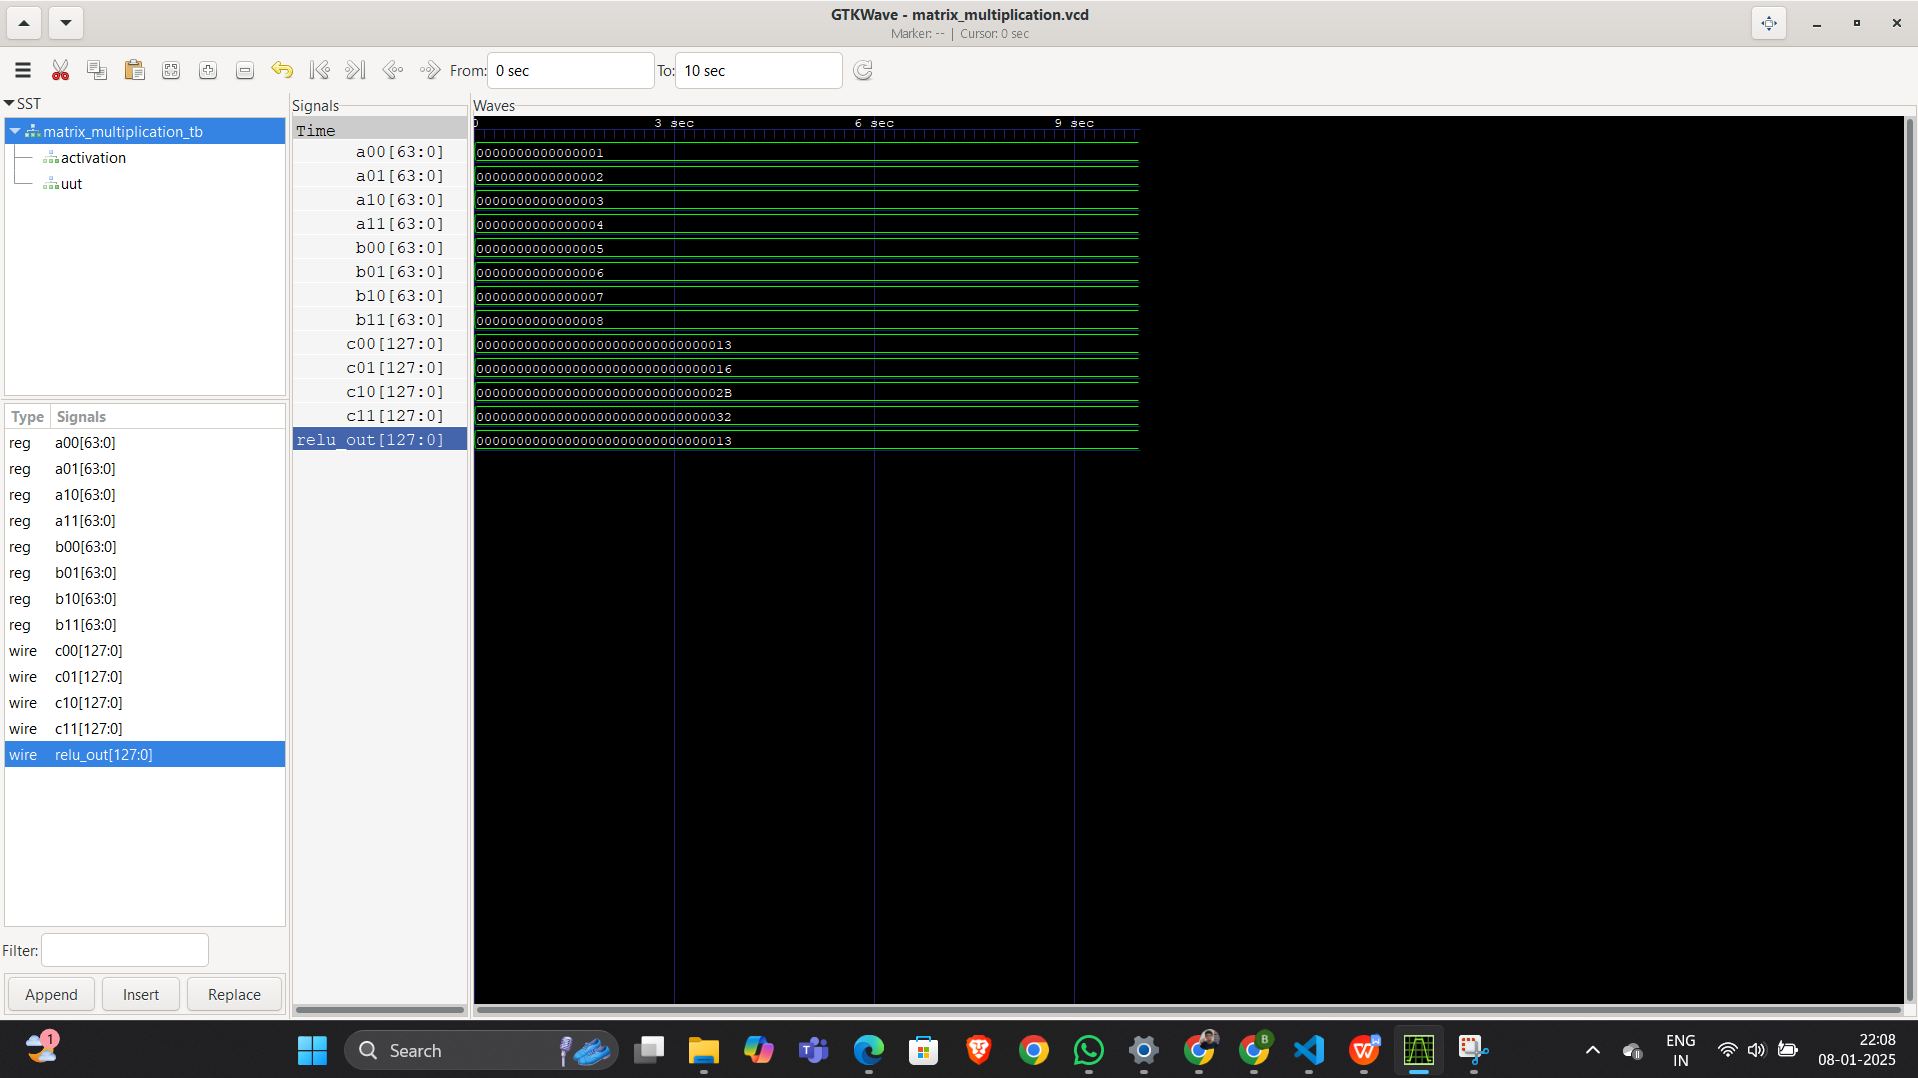 GTKWave - matrix_multiplication.vcd
Marker: -- | Cursor: 0 sec
From: 0 sec To: 10 sec
SST
matrix_multiplication_tb
activation
uut
Type Signals
reg a00[63:0]
reg a01[63:0]
reg a10[63:0]
reg a11[63:0]
reg b00[63:0]
reg b01[63:0]
reg b10[63:0]
reg b11[63:0]
wire c00[127:0]
wire c01[127:0]
wire c10[127:0]
wire c11[127:0]
wire relu_out[127:0]
Filter:
Append Insert Replace
Signals
Time
a00[63:0]
a01[63:0]
a10[63:0]
a11[63:0]
b00[63:0]
b01[63:0]
b10[63:0]
b11[63:0]
c00[127:0]
c01[127:0]
c10[127:0]
c11[127:0]
relu_out[127:0]
Waves
0 3 sec 6 sec 9 sec
0000000000000001
0000000000000002
0000000000000003
0000000000000004
0000000000000005
0000000000000006
0000000000000007
0000000000000008
00000000000000000000000000000013
00000000000000000000000000000016
0000000000000000000000000000002B
00000000000000000000000000000032
00000000000000000000000000000013
1
Search
B
W
ENG
IN
22:08
08-01-2025